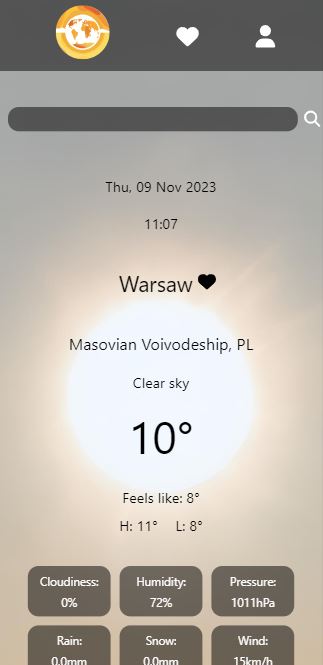 Thu, 09 Nov 2023
11:07
Warsaw
Masovian Voivodeship, PL
Clear sky
10°
Feels like: 8°
H: 11° L: 8°
Cloudiness: Humidity: Pressure:
0% 72% 1011hPa
Rain: Snow: Wind:
0.0mm 0.0mm 15km/h